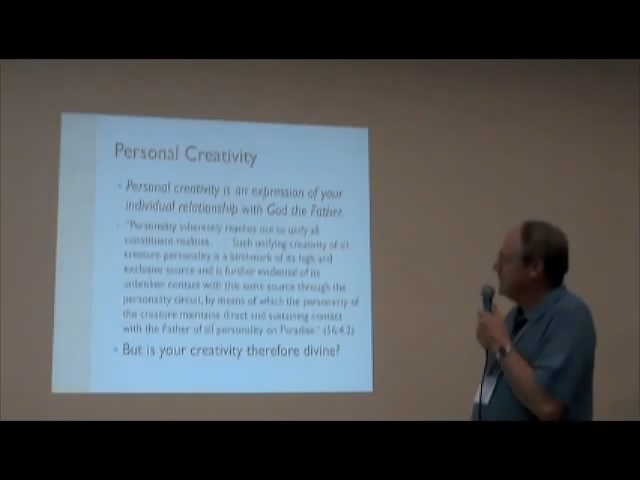 Personal Creativity
• Personal creativity is an expression of your
individual relationship with God the Father.
• "Personality inherently reaches out to unify all
constituent realities. … Such unifying creativity of all
creature personality is a birthmark of its high and
exclusive source and is further evidential of its
unbroken contact with this same source through the
personality circuit, by means of which the personality of
the creature maintains direct and sustaining contact
with the Father of all personality on Paradise." (56:4.2)
• But is your creativity therefore divine?